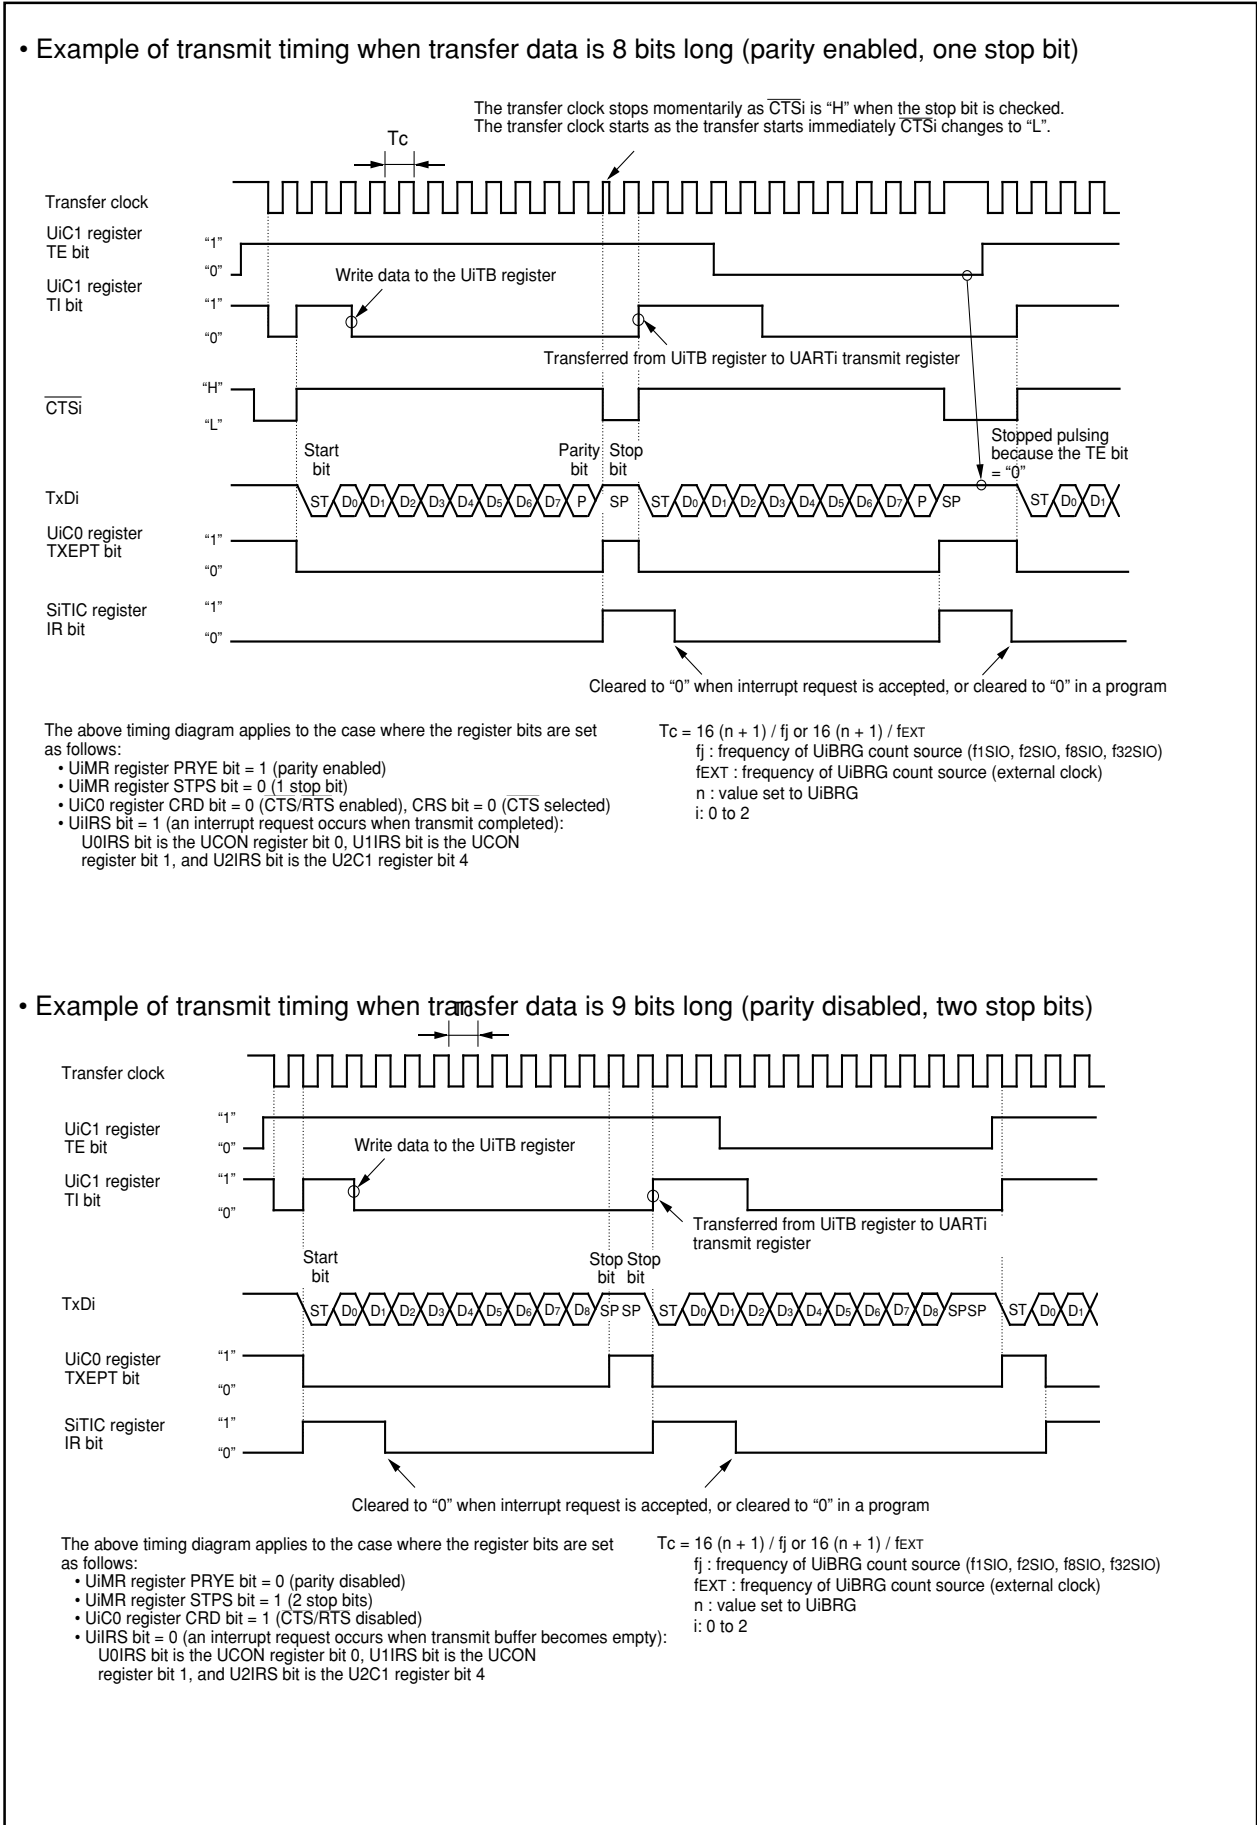 • Example of transmit timing when transfer data is 8 bits long (parity enabled, one stop bit)
The transfer clock stops momentarily as CTSi is “H” when the stop bit is checked.
The transfer clock starts as the transfer starts immediately CTSi changes to “L”.
Tc
Transfer clock
UiC1 register
TE bit
“1”
“0”
Write data to the UiTB register
UiC1 register
TI bit
“1”
“0”
Transferred from UiTB register to UARTi transmit register
CTSi
“H”
“L”
Start
bit
Parity
bit
Stop
bit
Stopped pulsing
because the TE bit
= “0”
TxDi
ST D0 D1 D2 D3 D4 D5 D6 D7 P SP ST D0 D1 D2 D3 D4 D5 D6 D7 P SP ST D0 D1
UiC0 register
TXEPT bit
“1”
“0”
SiTIC register
IR bit
“1”
“0”
Cleared to “0” when interrupt request is accepted, or cleared to “0” in a program
The above timing diagram applies to the case where the register bits are set
as follows:
• UiMR register PRYE bit = 1 (parity enabled)
• UiMR register STPS bit = 0 (1 stop bit)
• UiC0 register CRD bit = 0 (CTS/RTS enabled), CRS bit = 0 (CTS selected)
• UiIRS bit = 1 (an interrupt request occurs when transmit completed):
U0IRS bit is the UCON register bit 0, U1IRS bit is the UCON
register bit 1, and U2IRS bit is the U2C1 register bit 4
Tc = 16 (n + 1) / fj or 16 (n + 1) / fEXT
fj : frequency of UiBRG count source (f1SIO, f2SIO, f8SIO, f32SIO)
fEXT : frequency of UiBRG count source (external clock)
n : value set to UiBRG
i: 0 to 2
• Example of transmit timing when transfer data is 9 bits long (parity disabled, two stop bits)
Tc
Transfer clock
UiC1 register
TE bit
“1”
“0”
Write data to the UiTB register
UiC1 register
TI bit
“1”
“0”
Transferred from UiTB register to UARTi
transmit register
Start
bit
Stop
bit
Stop
bit
TxDi
ST D0 D1 D2 D3 D4 D5 D6 D7 D8 SP SP ST D0 D1 D2 D3 D4 D5 D6 D7 D8 SPSP ST D0 D1
UiC0 register
TXEPT bit
“1”
“0”
SiTIC register
IR bit
“1”
“0”
Cleared to “0” when interrupt request is accepted, or cleared to “0” in a program
The above timing diagram applies to the case where the register bits are set
as follows:
• UiMR register PRYE bit = 0 (parity disabled)
• UiMR register STPS bit = 1 (2 stop bits)
• UiC0 register CRD bit = 1 (CTS/RTS disabled)
• UiIRS bit = 0 (an interrupt request occurs when transmit buffer becomes empty):
U0IRS bit is the UCON register bit 0, U1IRS bit is the UCON
register bit 1, and U2IRS bit is the U2C1 register bit 4
Tc = 16 (n + 1) / fj or 16 (n + 1) / fEXT
fj : frequency of UiBRG count source (f1SIO, f2SIO, f8SIO, f32SIO)
fEXT : frequency of UiBRG count source (external clock)
n : value set to UiBRG
i: 0 to 2